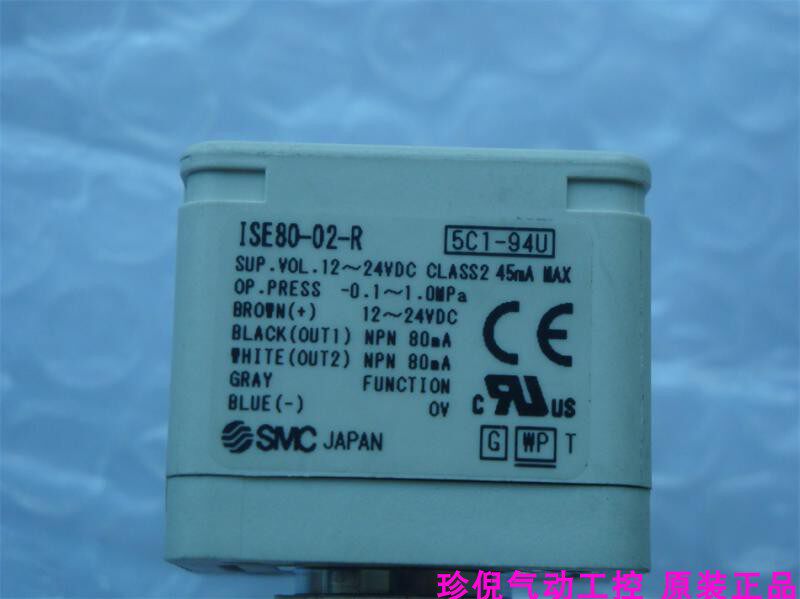 ISE80-02-R 5C1-94U
SUP.VOL.12～24VDC CLASS2 45mA MAX
OP.PRESS -0.1～1.0MPa
BROWN(+) 12～24VDC
BLACK(OUT1) NPN 80mA
WHITE(OUT2) NPN 80mA
GRAY FUNCTION
BLUE(-) 0V
CE
c RU US
SMC JAPAN G WP T
珍倪气动工控 原装正品